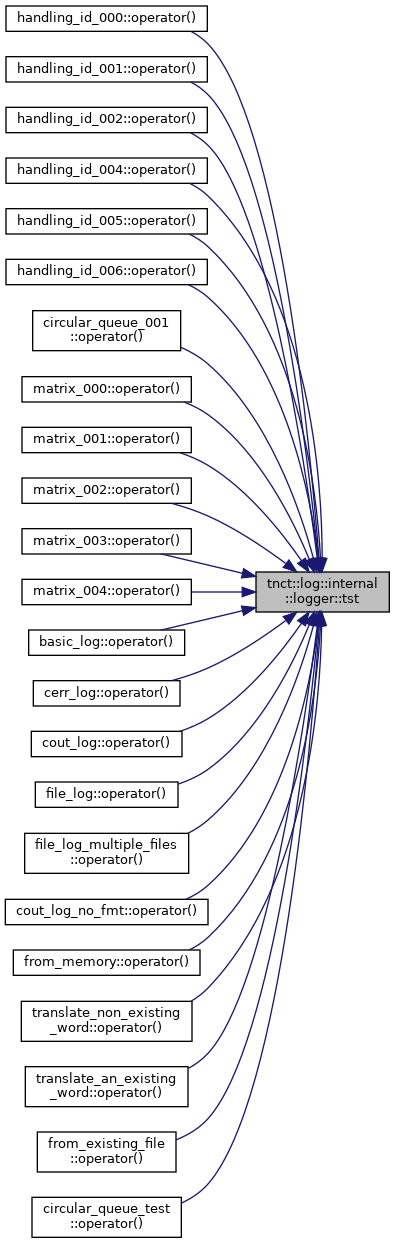 handling_id_000::operator()
handling_id_001::operator()
handling_id_002::operator()
handling_id_004::operator()
handling_id_005::operator()
handling_id_006::operator()
circular_queue_001
::operator()
matrix_000::operator()
matrix_001::operator()
matrix_002::operator()
matrix_003::operator()
matrix_004::operator()
basic_log::operator()
cerr_log::operator()
cout_log::operator()
file_log::operator()
file_log_multiple_files
::operator()
cout_log_no_fmt::operator()
from_memory::operator()
translate_non_existing
_word::operator()
translate_an_existing
_word::operator()
from_existing_file
::operator()
circular_queue_test
::operator()
tnct::log::internal
::logger::tst